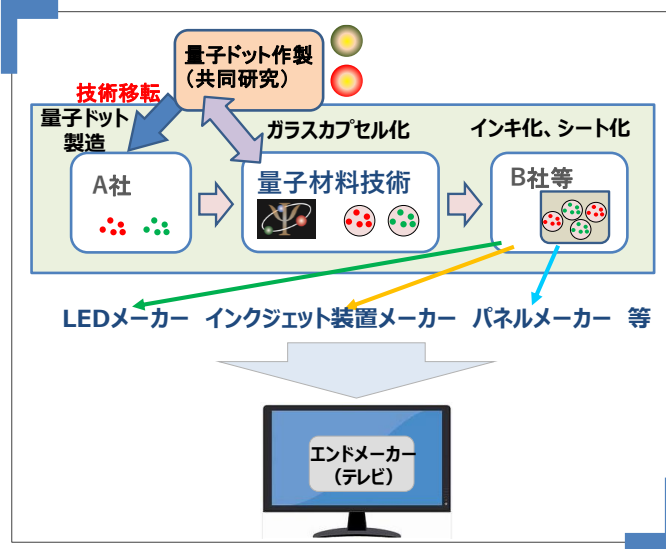 量子ドット作製
（共同研究）
技術移転
量子ドット
製造
ガラスカプセル化
インキ化、シート化
A社
量子材料技術
B社等
Ψ
LEDメーカー インクジェット装置メーカー パネルメーカー 等
エンドメーカー
（テレビ）